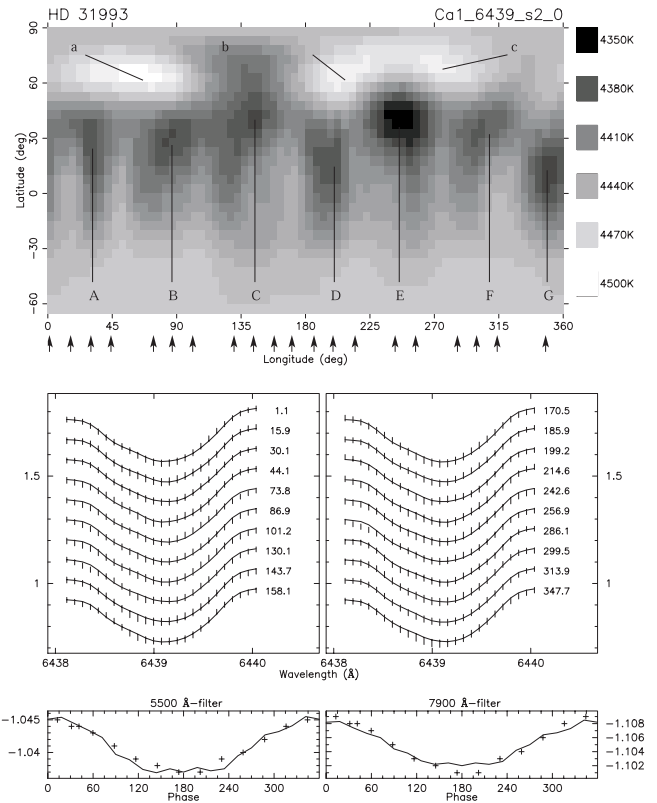 HD 31993 Ca1_6439_s2_0
90
60
30
0
−30
−60
Latitude (deg)
a b c
A B C D E F G
4350K
4380K
4410K
4440K
4470K
4500K
0 45 90 135 180 225 270 315 360
Longitude (deg)
1.5
1
1.1
15.9
30.1
44.1
73.8
86.9
101.2
130.1
143.7
158.1
170.5
185.9
199.2
214.6
242.6
256.9
286.1
299.5
313.9
347.7
1.5
1
6438 6439 6440 6438 6439 6440
Wavelength (Å)
5500 Å−filter 7900 Å−filter
−1.045
−1.04
−1.108
−1.106
−1.104
−1.102
0 60 120 180 240 300 0 60 120 180 240 300
Phase Phase